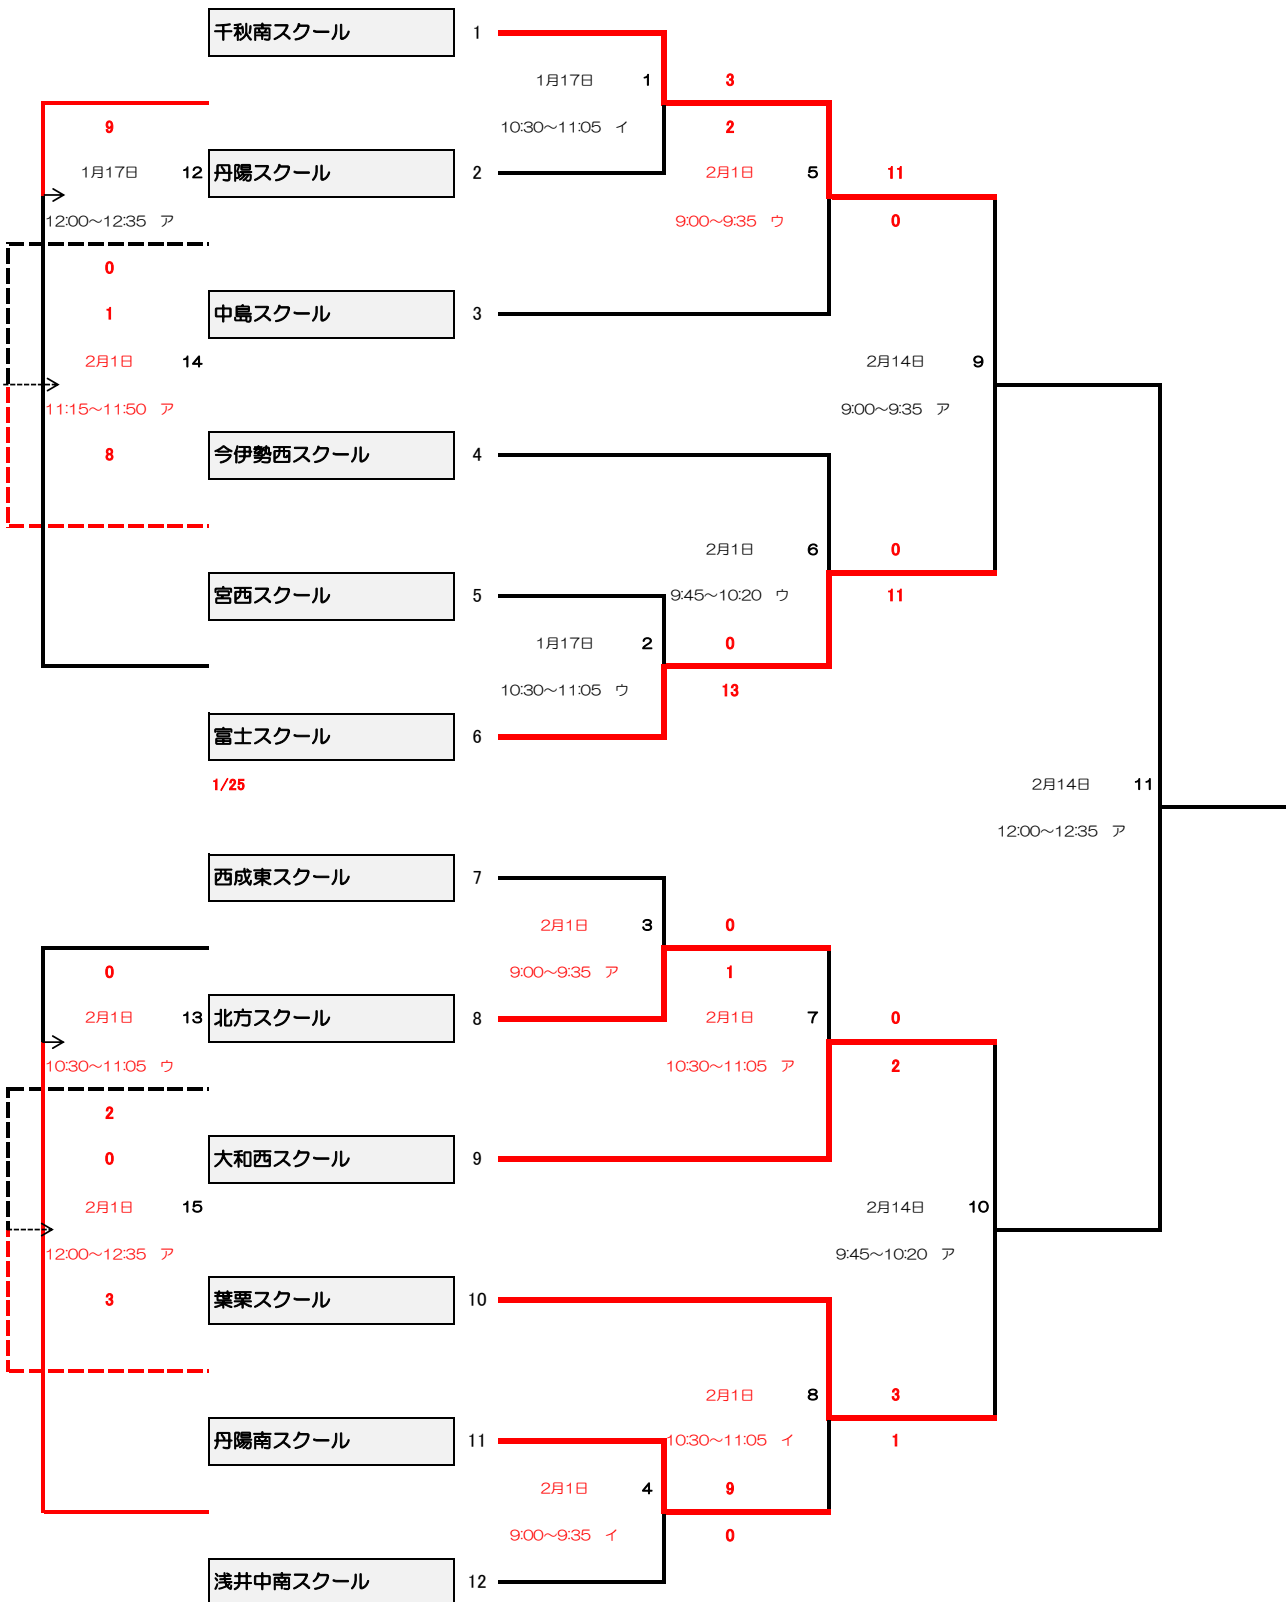 千秋南スクール 1
1月17日 1 3
9 10:30～11:05 イ 2
1月17日 12 丹陽スクール 2 2月1日 5 11
12:00～12:35 ア 9:00～9:35 ウ 0
0
1 中島スクール 3
2月1日 14 2月14日 9
11:15～11:50 ア 9:00～9:35 ア
8 今伊勢西スクール 4
2月1日 6 0
宮西スクール 5 9:45～10:20 ウ 11
1月17日 2 0
10:30～11:05 ウ 13
富士スクール 6
1/25 2月14日 11
12:00～12:35 ア
西成東スクール 7
2月1日 3 0
0 9:00～9:35 ア 1
2月1日 13 北方スクール 8 2月1日 7 0
10:30～11:05 ウ 10:30～11:05 ア 2
2
0 大和西スクール 9
2月1日 15 2月14日 10
12:00～12:35 ア 9:45～10:20 ア
3 葉栗スクール 10
2月1日 8 3
丹陽南スクール 11 10:30～11:05 イ 1
2月1日 4 9
9:00～9:35 イ 0
浅井中南スクール 12